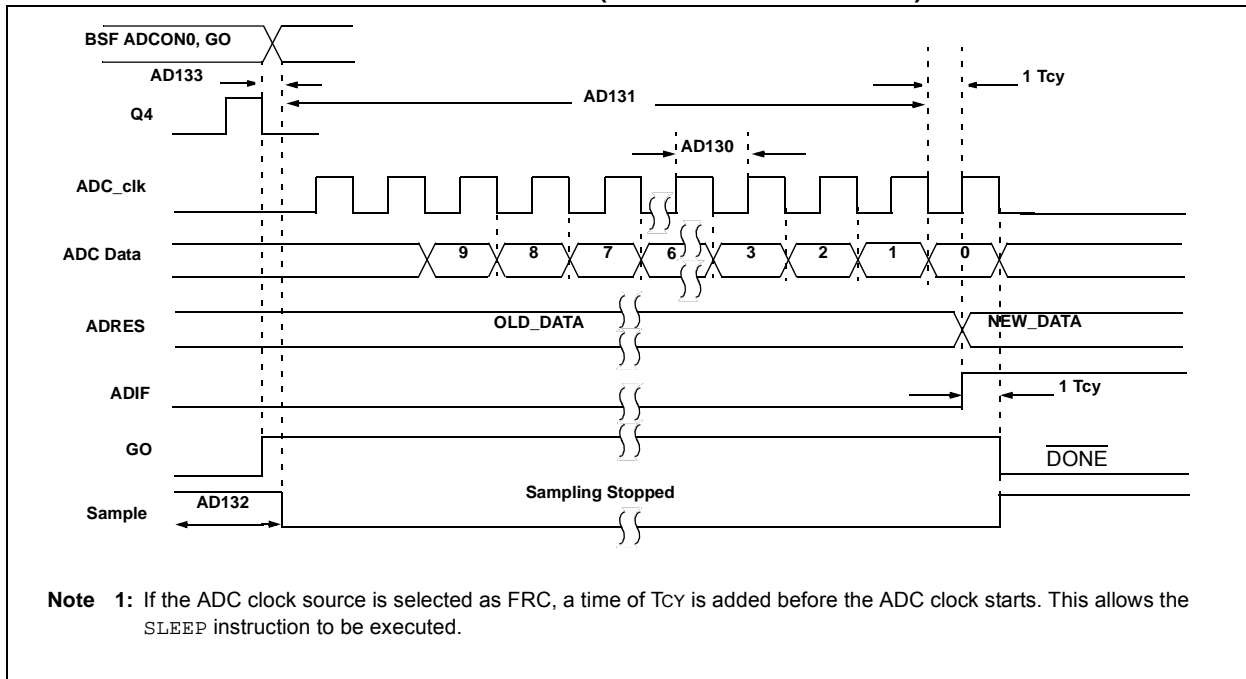 BSF ADCON0, GO
AD133
1 Tcy
AD131
Q4
AD130
ADC_clk
ADC Data 9 8 7 6 3 2 1 0
ADRES OLD_DATA NEW_DATA
ADIF 1 Tcy
GO
DONE
AD132 Sampling Stopped
Sample
Note 1: If the ADC clock source is selected as FRC, a time of TCY is added before the ADC clock starts. This allows the
SLEEP instruction to be executed.